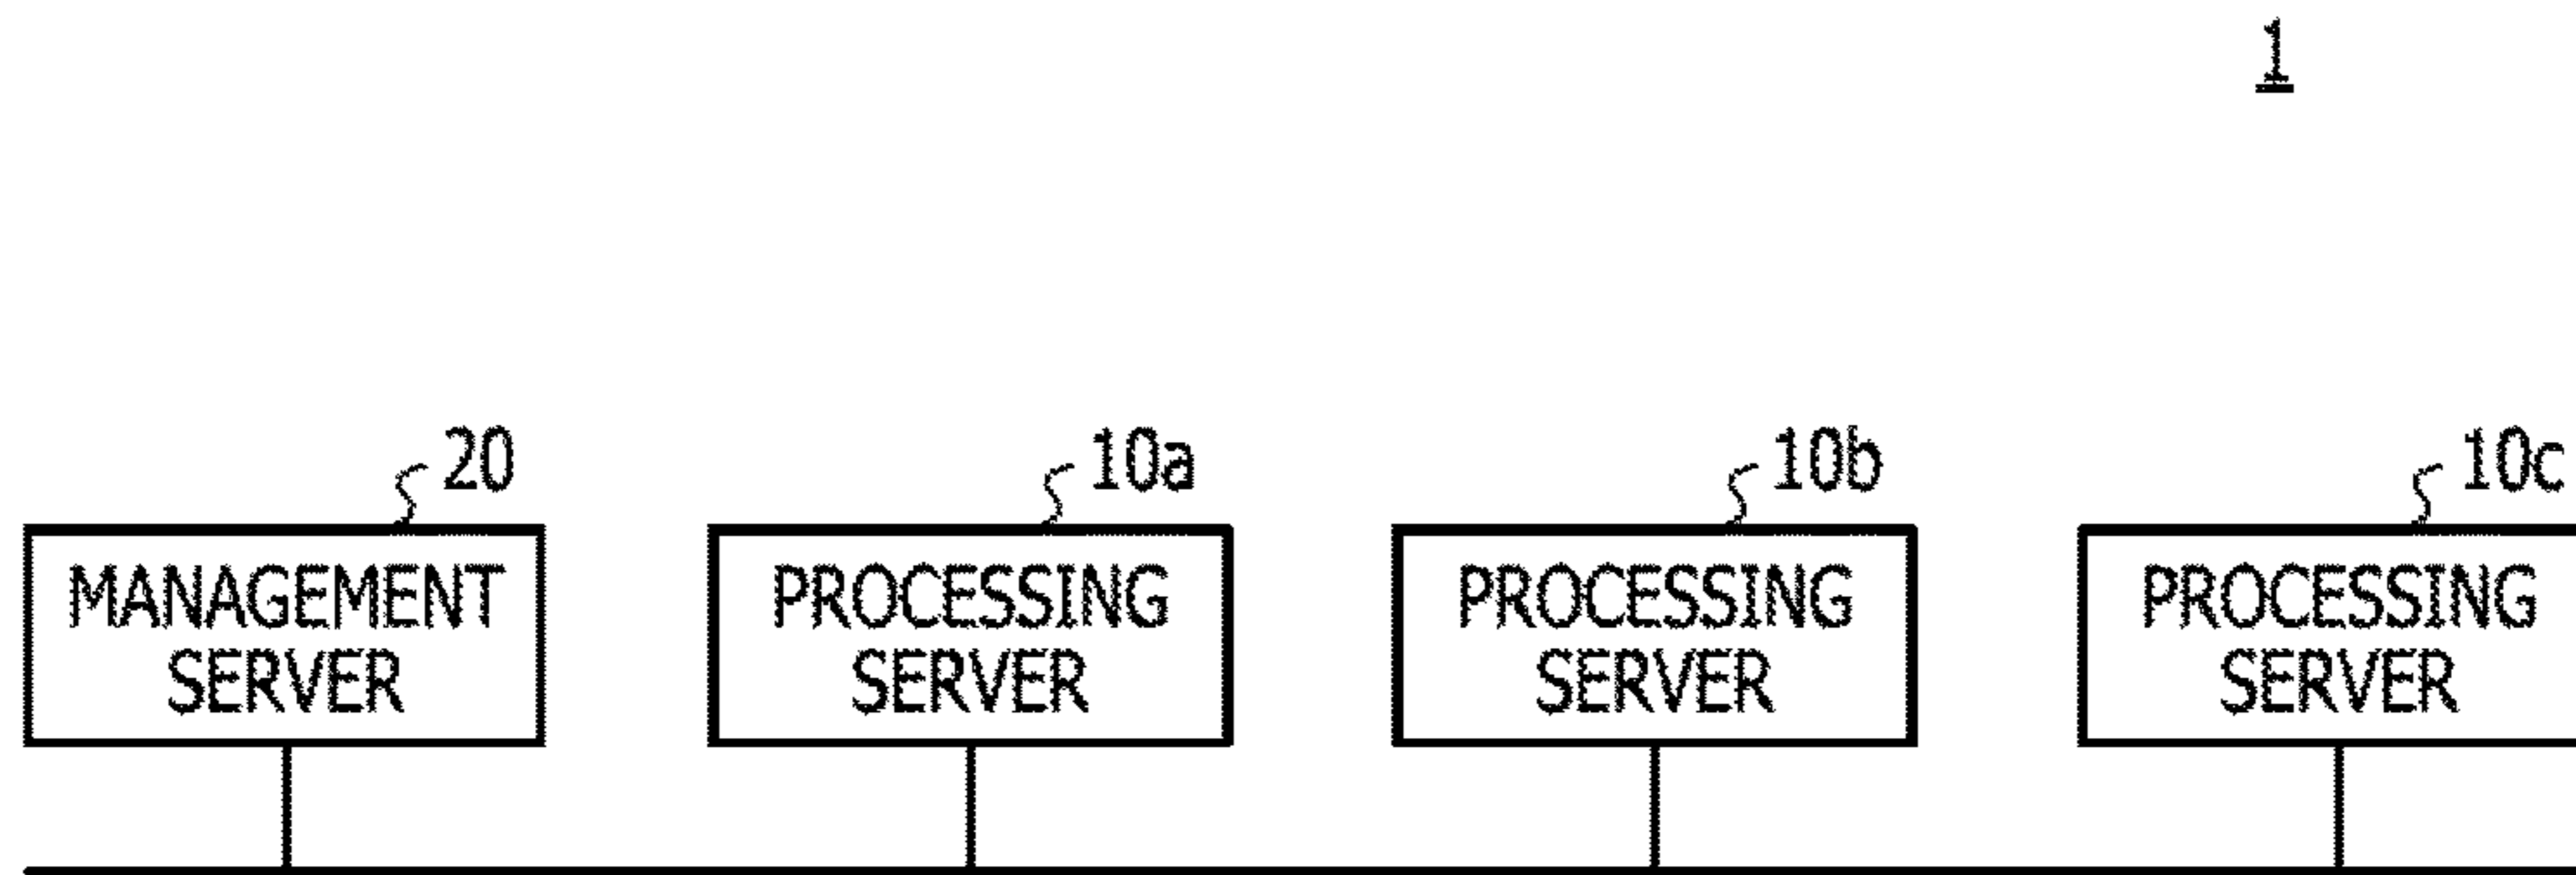 1
20
10a
10b
10c
MANAGEMENT
SERVER
PROCESSING
SERVER
PROCESSING
SERVER
PROCESSING
SERVER